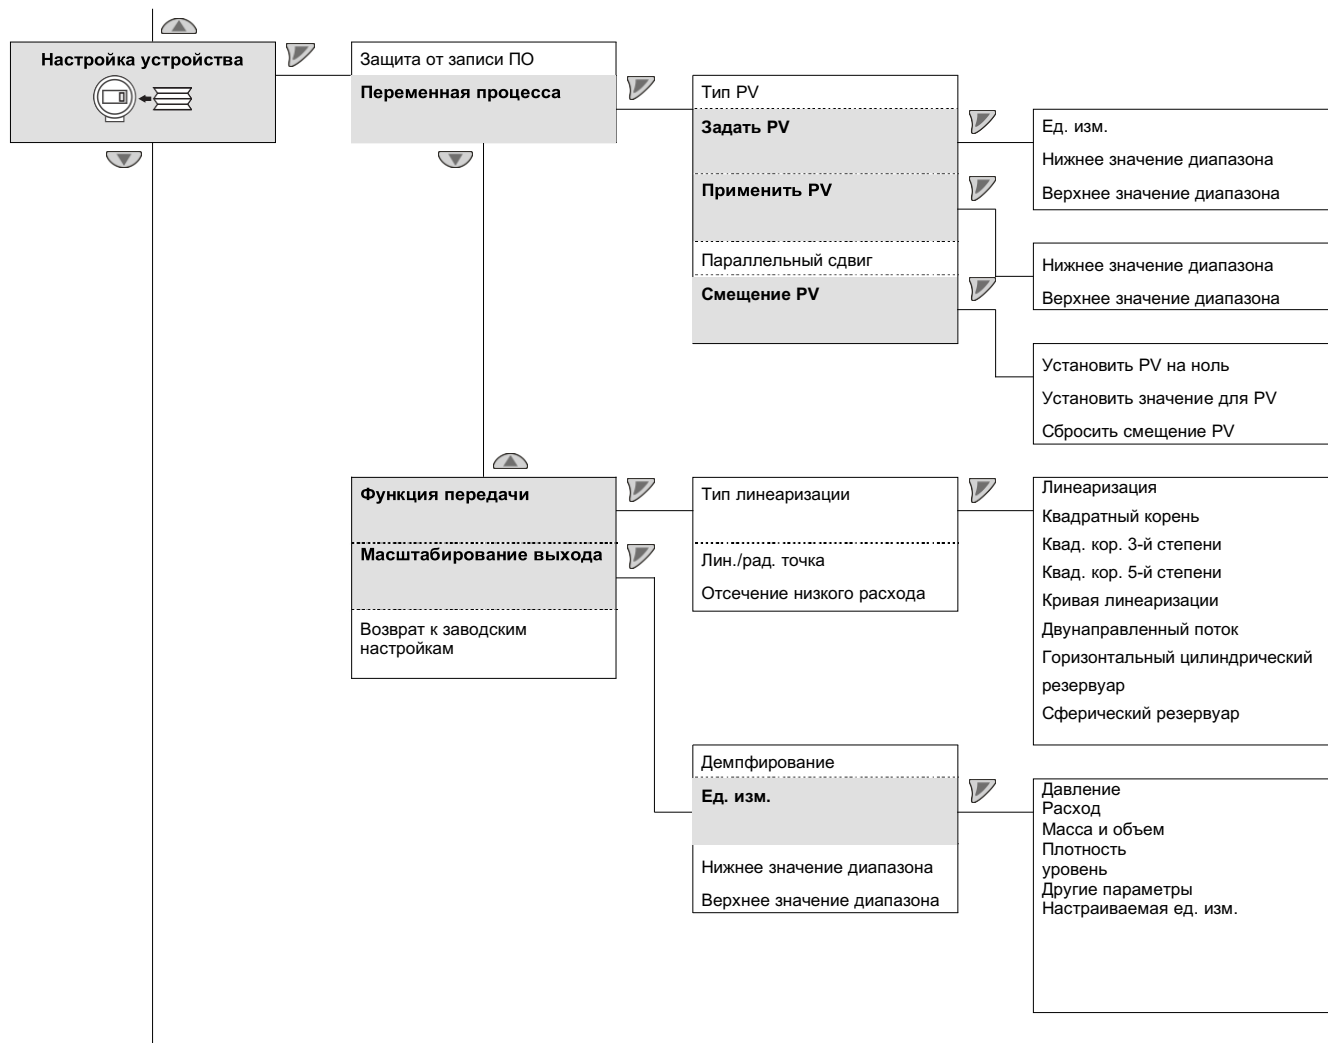 Настройка устройства
Защита от записи ПО
Переменная процесса
Тип PV
Задать PV
Применить PV
Параллельный сдвиг
Смещение PV
Ед. изм.
Нижнее значение диапазона
Верхнее значение диапазона
Нижнее значение диапазона
Верхнее значение диапазона
Установить PV на ноль
Установить значение для PV
Сбросить смещение PV
Функция передачи
Масштабирование выхода
Возврат к заводским
настройкам
Тип линеаризации
Лин./рад. точка
Отсечение низкого расхода
Линеаризация
Квадратный корень
Квад. кор. 3-й степени
Квад. кор. 5-й степени
Кривая линеаризации
Двунаправленный поток
Горизонтальный цилиндрический
резервуар
Сферический резервуар
Демпфирование
Ед. изм.
Нижнее значение диапазона
Верхнее значение диапазона
Давление
Расход
Масса и объем
Плотность
уровень
Другие параметры
Настраиваемая ед. изм.